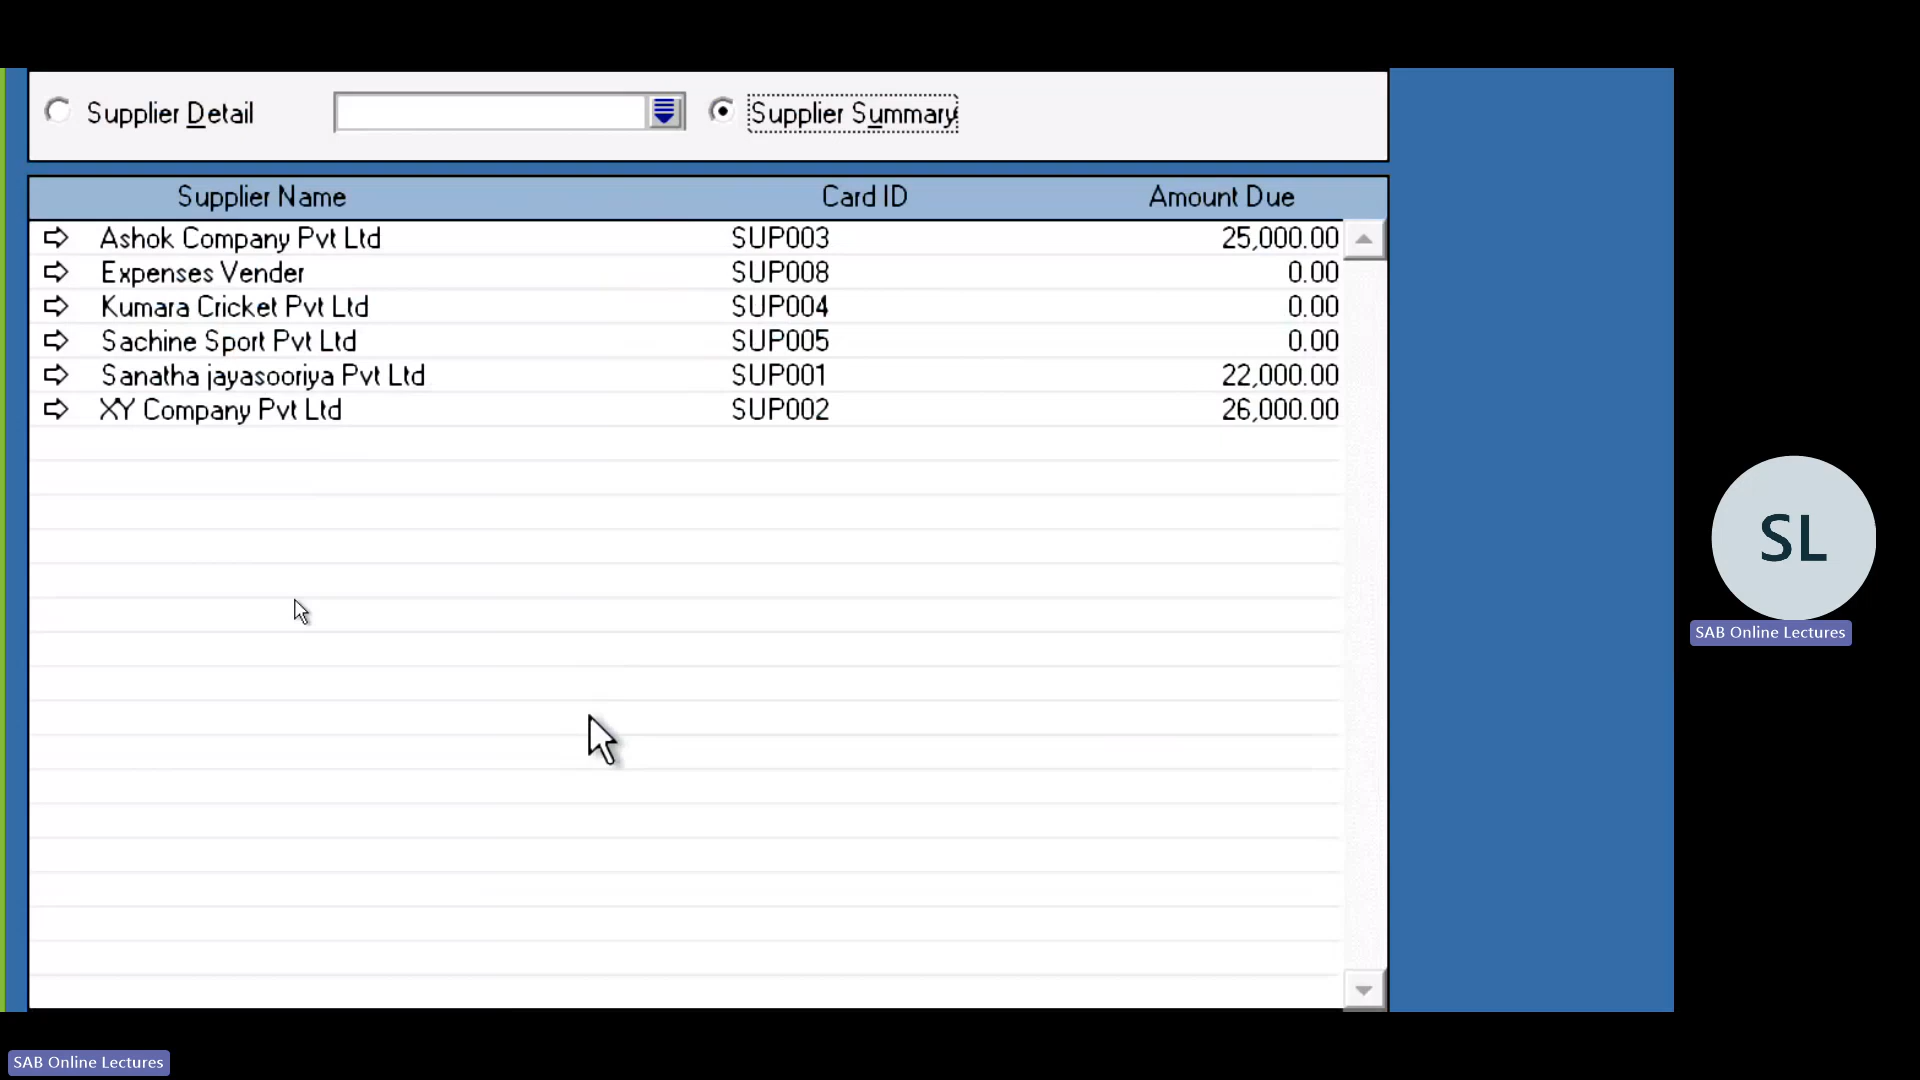 Supplier Detail Supplier Summary
Supplier Name Card ID Amount Due
Ashok Company Pvt Ltd SUP003 25,000.00
Expenses Vender SUP008 0.00
Kumara Cricket Pvt Ltd SUP004 0.00
Sachine Sport Pvt Ltd SUP005 0.00
Sanatha jayasooriya Pvt Ltd SUP001 22,000.00
XY Company Pvt Ltd SUP002 26,000.00
SL
SAB Online Lectures
SAB Online Lectures